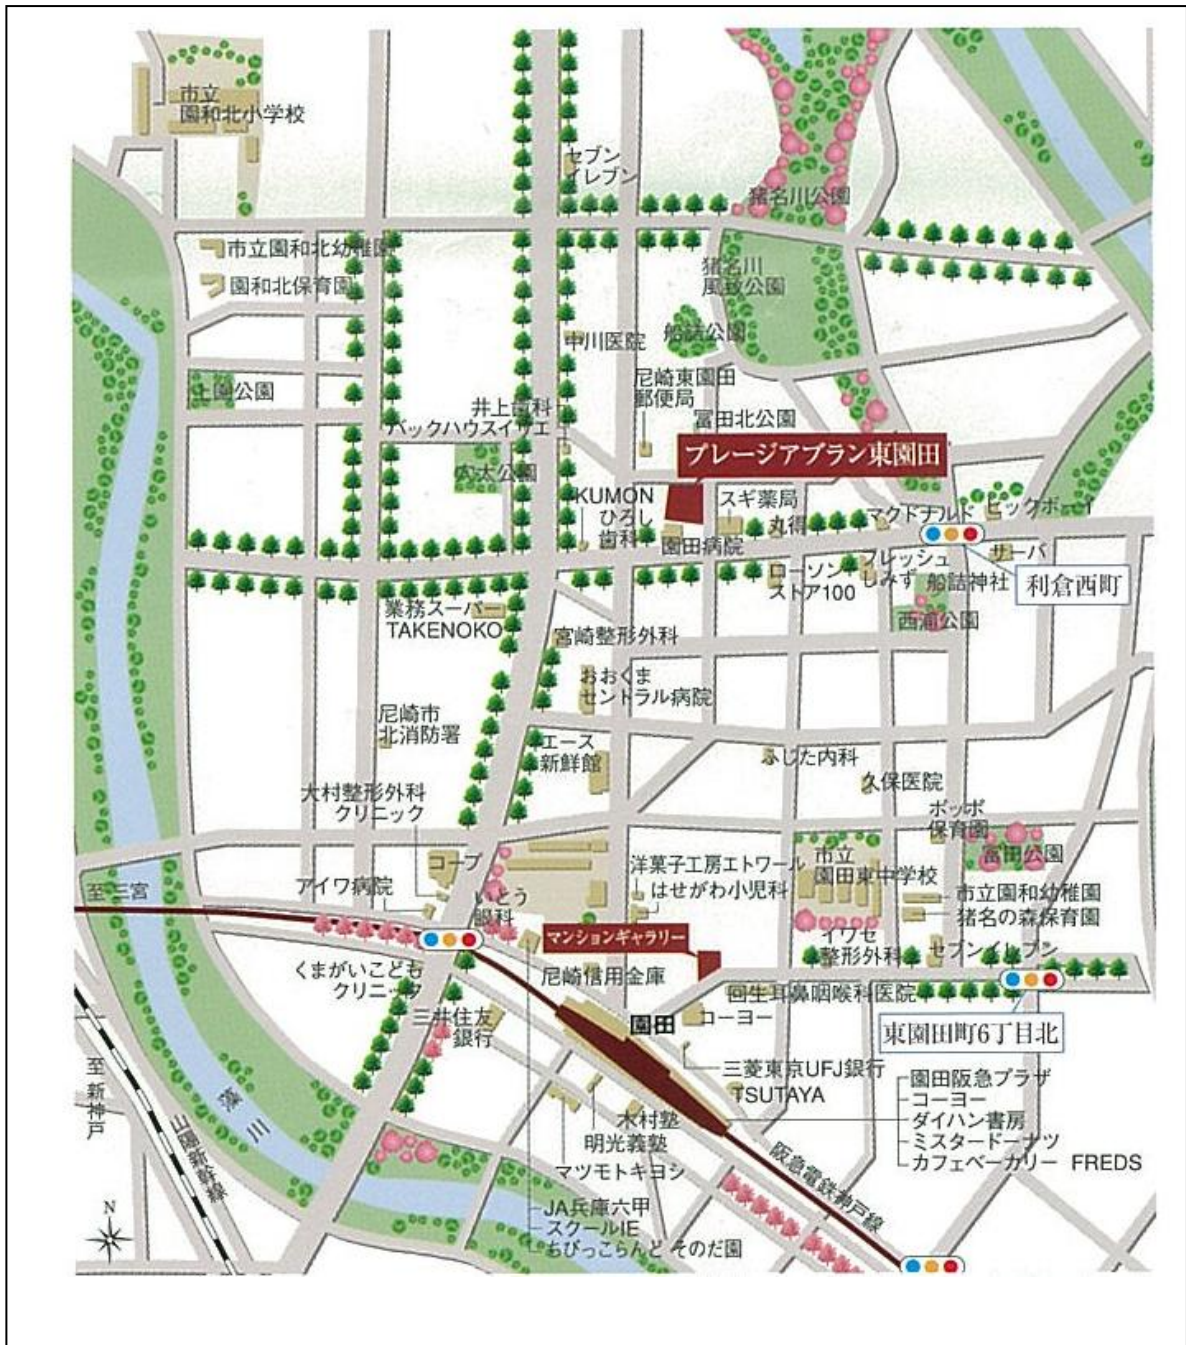 市立
園和北小学校
セブン
イレブン
猪名川公園
市立園和北幼稚園
園和北保育園
猪名川
風致公園
船詰公園
中川医院
上園公園
尼崎東園田
郵便局
井上歯科
バックハウスイリエ
富田北公園
プレージアブラン東園田
穴太公園
KUMON
ひろし
歯科
スギ薬局
丸得
マクドナルド
ビックボーイ
園田病院
ローソン
ストア100
フレッシュ
しみず
サーバ
船詰神社
利倉西町
西浦公園
業務スーパー
TAKENOKO
宮崎整形外科
おおくま
セントラル病院
尼崎市
北消防署
エース
新鮮館
ふじた内科
久保医院
大村整形外科
クリニック
ポッポ
保育園
富田公園
コープ
洋菓子工房エトワール
はせがわ小児科
市立
園田東中学校
市立園和幼稚園
猪名の森保育園
至三宮
アイワ病院
いとう
眼科
マンションギャラリー
イワセ
整形外科
セブンイレブン
くまがいこども
クリニック
尼崎信用金庫
回生耳鼻咽喉科医院
三井住友
銀行
園田
コーヨー
東園田町6丁目北
三菱東京UFJ銀行
TSUTAYA
園田阪急プラザ
コーヨー
ダイハン書房
ミスタードーナツ
カフェベーカリー FREDS
至新神戸
藻川
山陽新幹線
木村塾
明光義塾
マツモトキヨシ
阪急電鉄神戸線
N
JA兵庫六甲
スクールIE
ちびっこらんど そのだ園